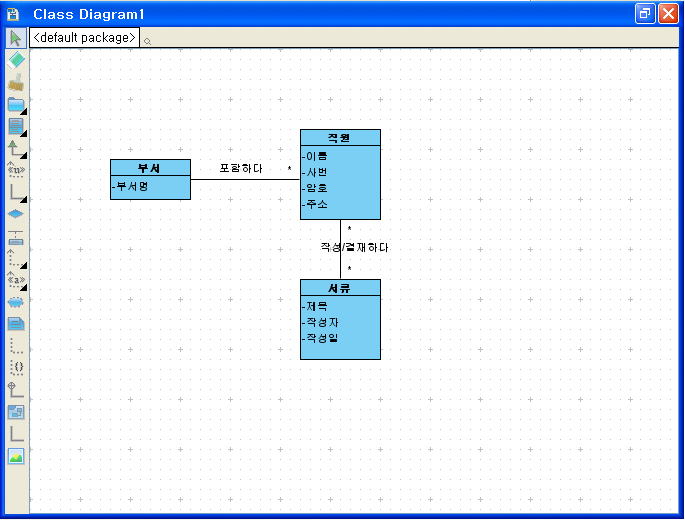 Class Diagram1
<default package>
부서
-부서명
포함하다
*
직원
-이름
-사번
-암호
-주소
*
작성/결재하다
*
서류
-제목
-작성자
-작성일